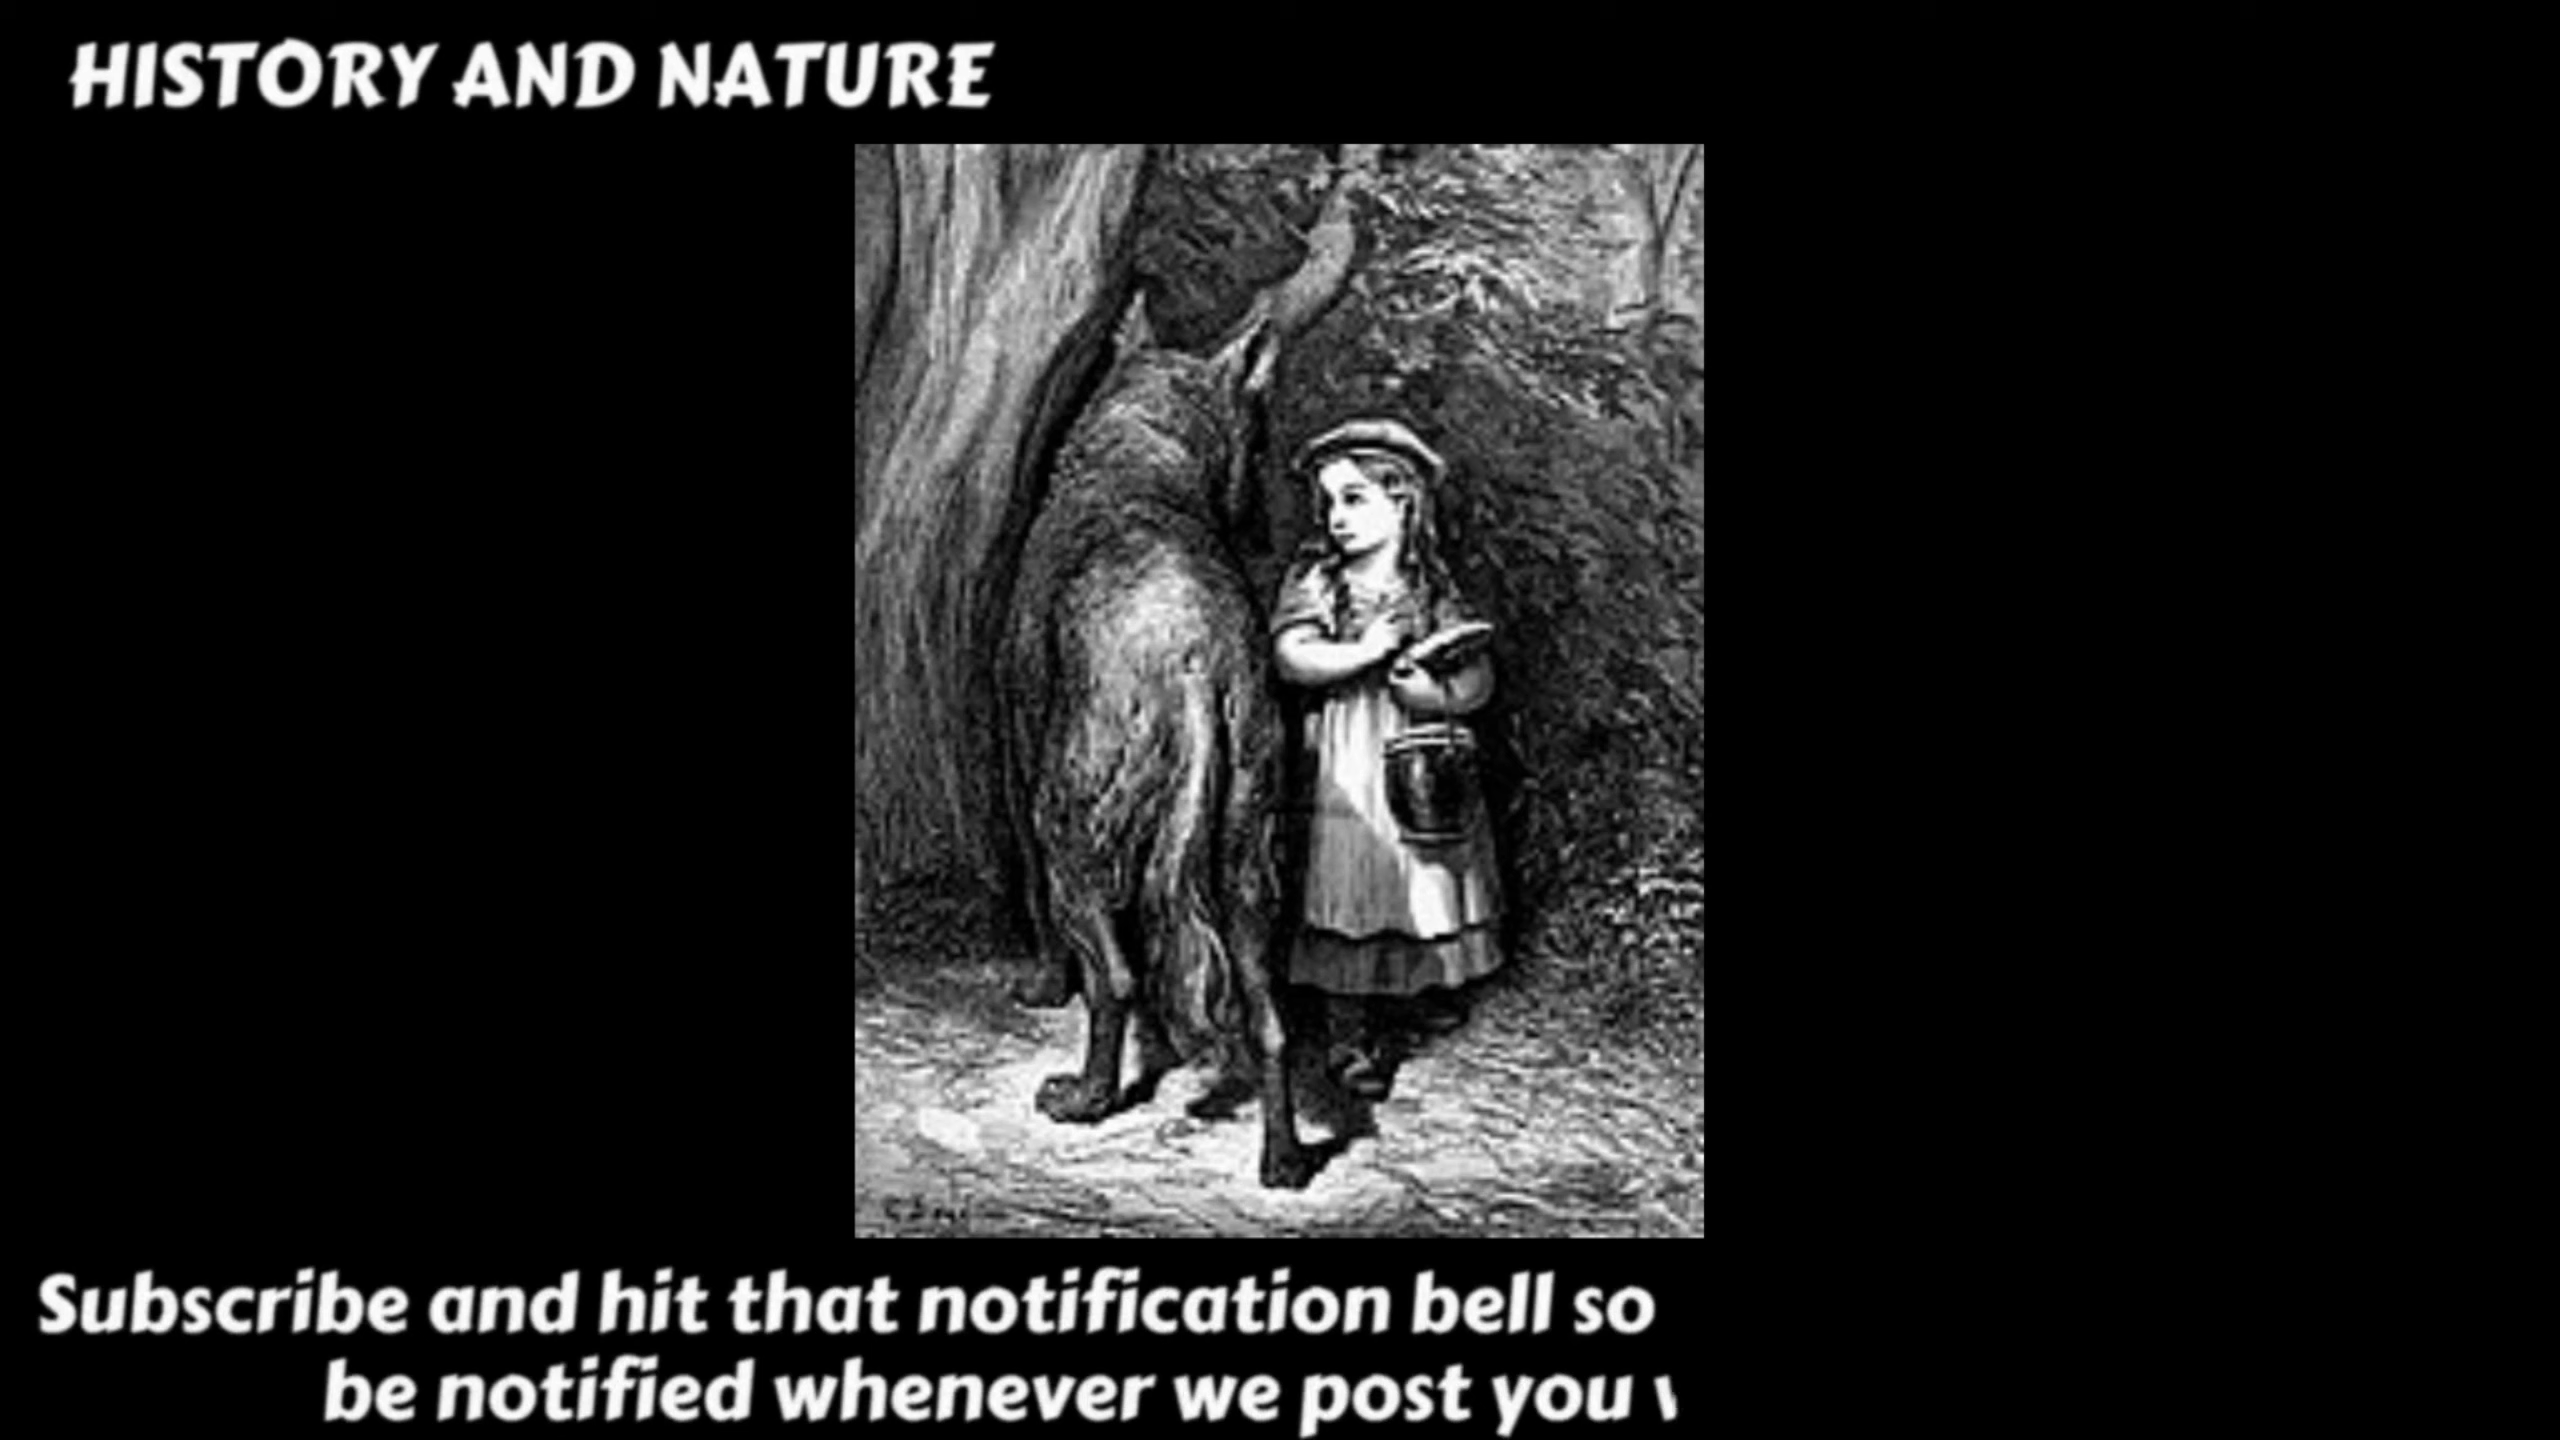 HISTORY AND NATURE
Subscribe and hit that notification bell so
be notified whenever we post you